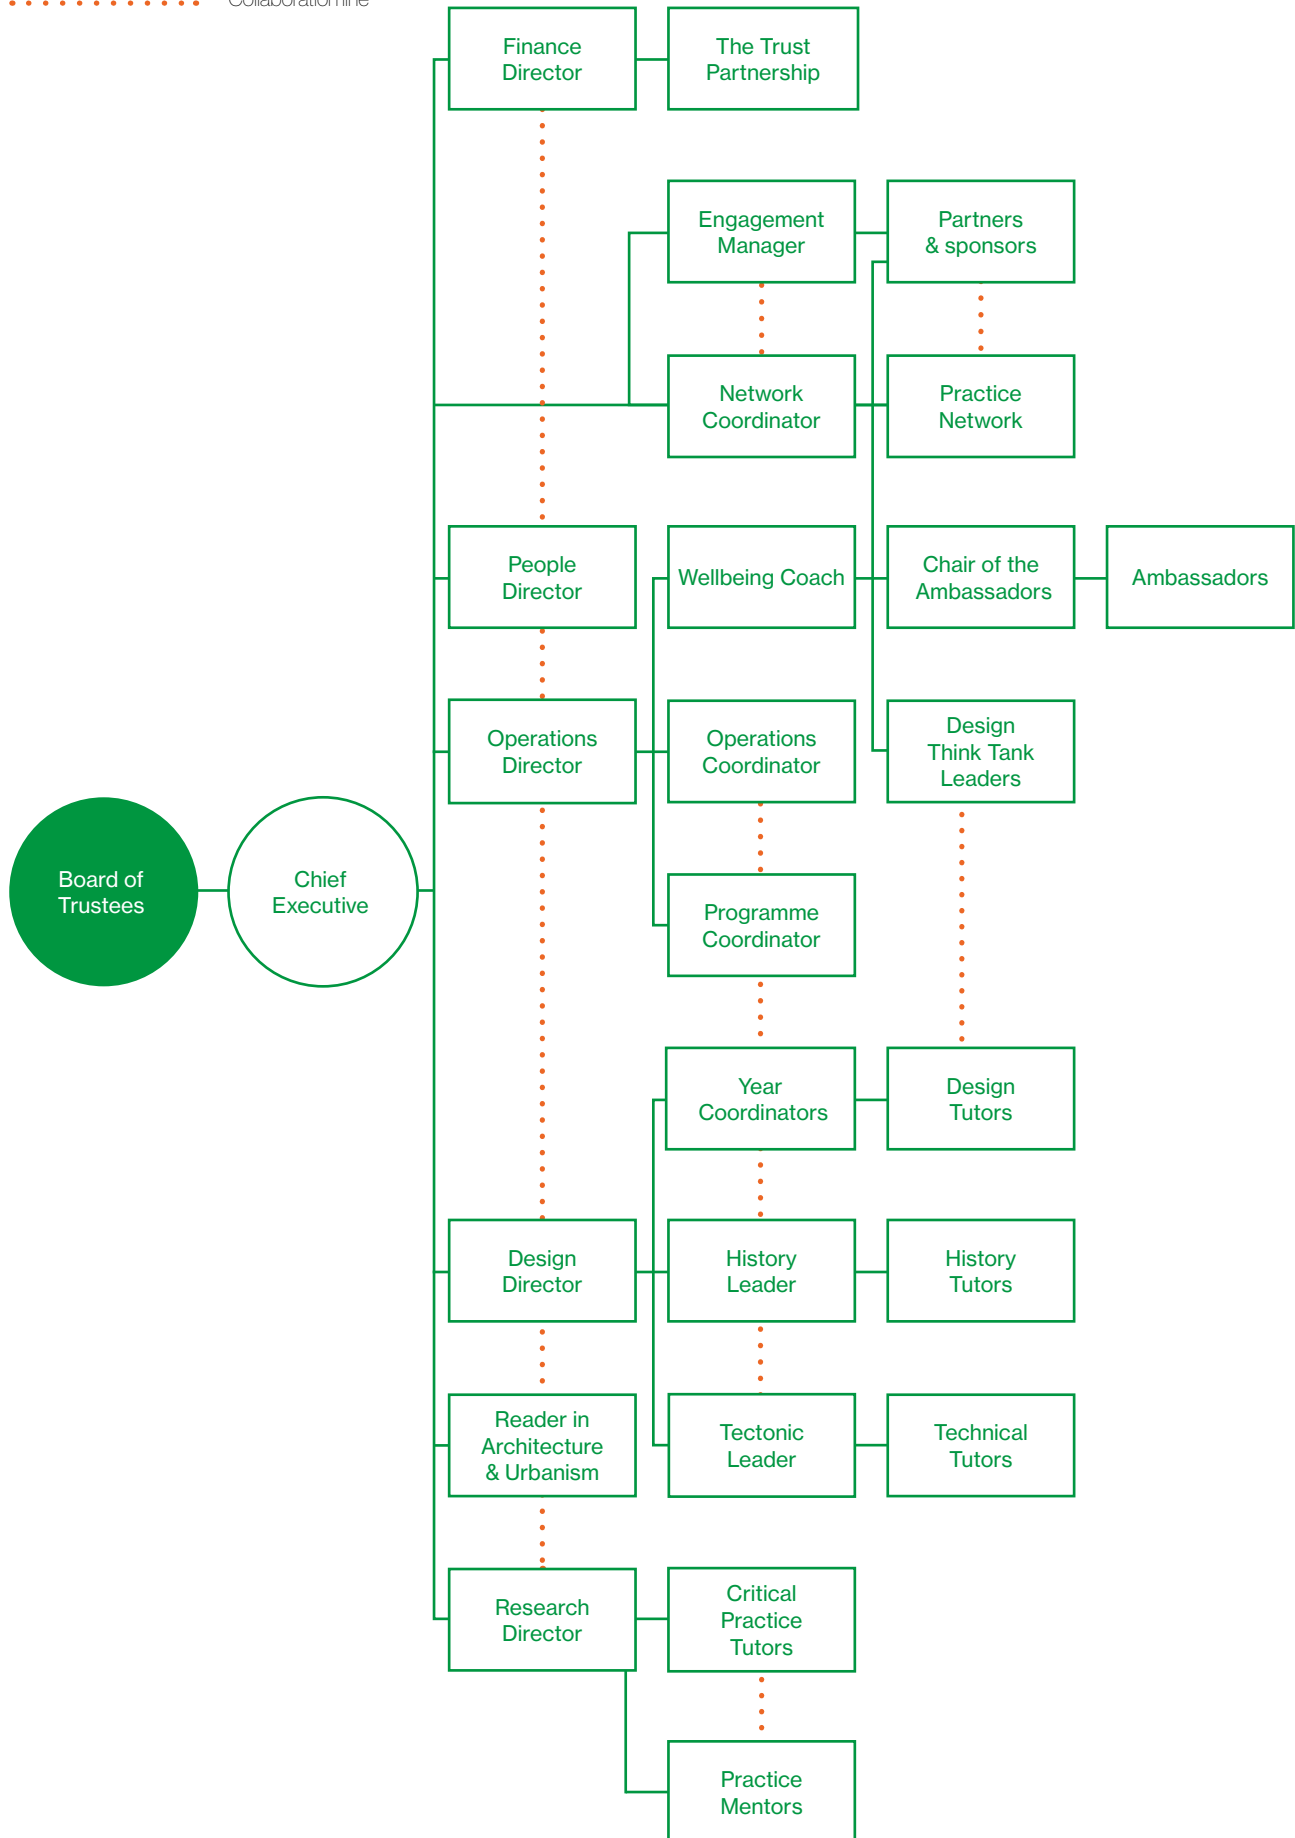 Collaboration line
Finance
Director
The Trust
Partnership
Engagement
Manager
Partners
& sponsors
Network
Coordinator
Practice
Network
People
Director
Wellbeing Coach
Chair of the
Ambassadors
Ambassadors
Operations
Director
Operations
Coordinator
Design
Think Tank
Leaders
Board of
Trustees
Chief
Executive
Programme
Coordinator
Year
Coordinators
Design
Tutors
Design
Director
History
Leader
History
Tutors
Reader in
Architecture
& Urbanism
Tectonic
Leader
Technical
Tutors
Research
Director
Critical
Practice
Tutors
Practice
Mentors